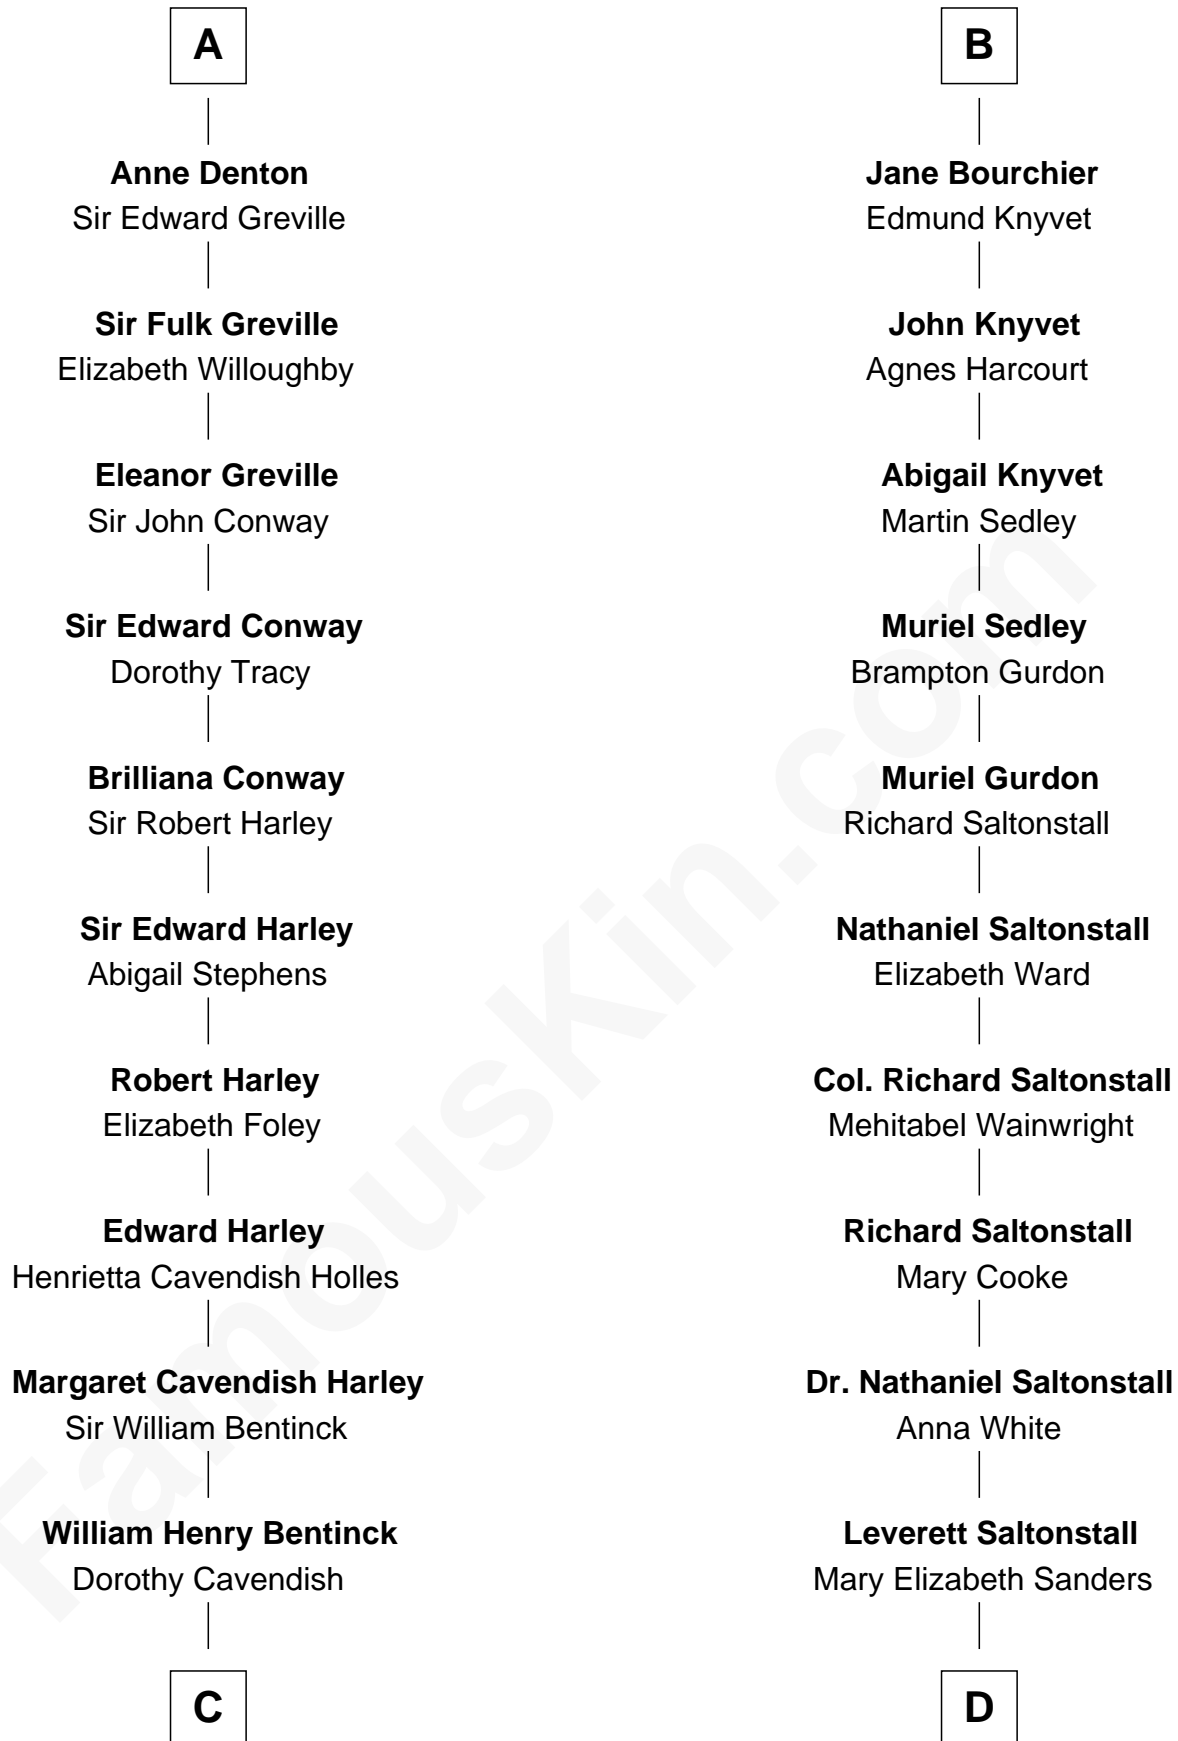 A
Anne Denton
Sir Edward Greville
Sir Fulk Greville
Elizabeth Willoughby
Eleanor Greville
Sir John Conway
Sir Edward Conway
Dorothy Tracy
Brilliana Conway
Sir Robert Harley
Sir Edward Harley
Abigail Stephens
Robert Harley
Elizabeth Foley
Edward Harley
Henrietta Cavendish Holles
Margaret Cavendish Harley
Sir William Bentinck
William Henry Bentinck
Dorothy Cavendish
C
B
Jane Bourchier
Edmund Knyvet
John Knyvet
Agnes Harcourt
Abigail Knyvet
Martin Sedley
Muriel Sedley
Brampton Gurdon
Muriel Gurdon
Richard Saltonstall
Nathaniel Saltonstall
Elizabeth Ward
Col. Richard Saltonstall
Mehitabel Wainwright
Richard Saltonstall
Mary Cooke
Dr. Nathaniel Saltonstall
Anna White
Leverett Saltonstall
Mary Elizabeth Sanders
D
FamousKin.com